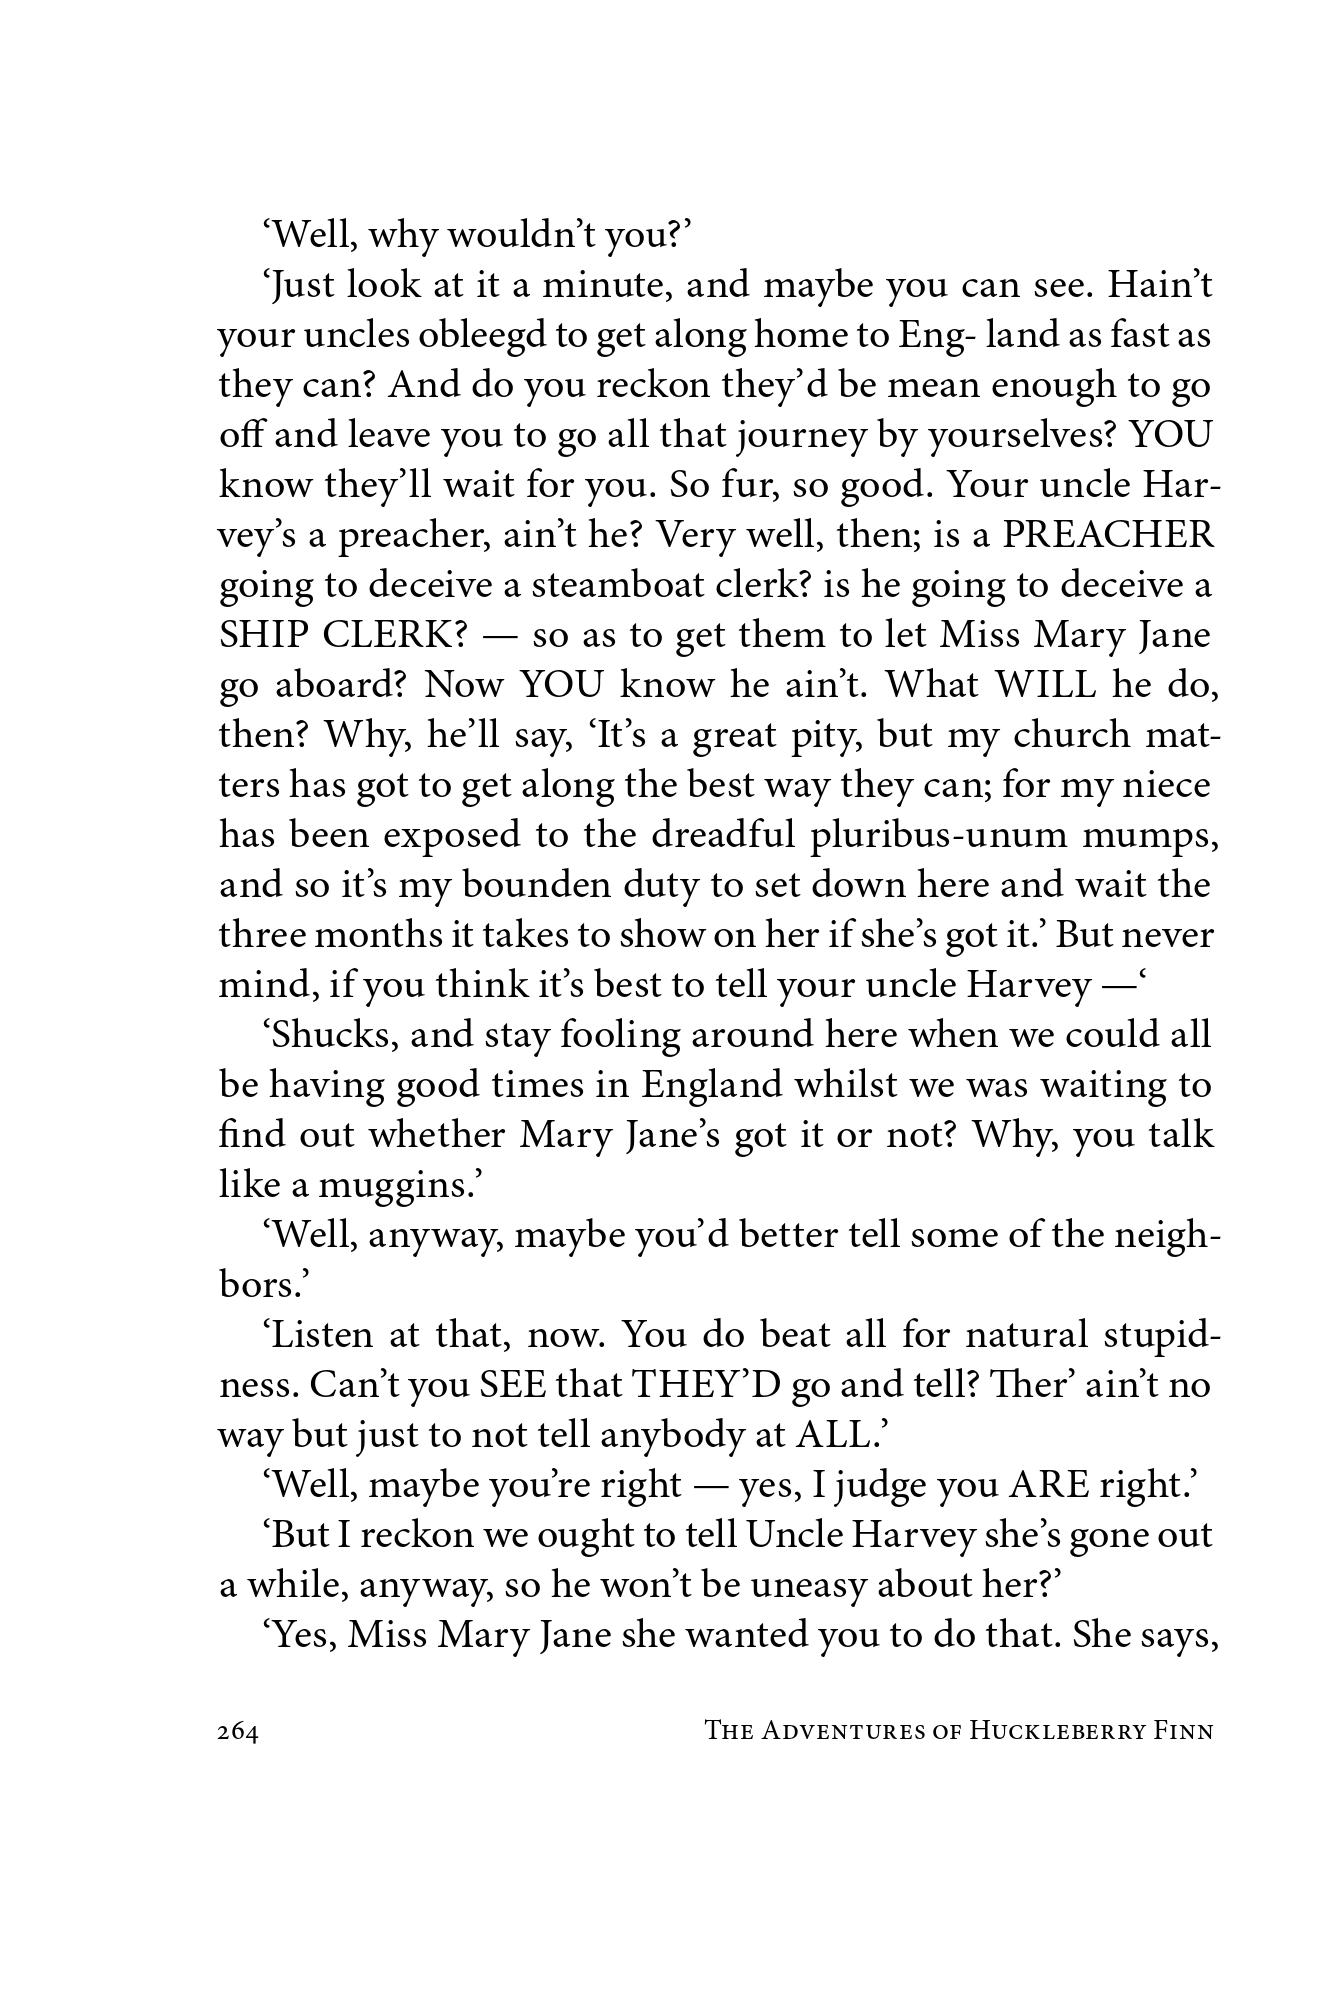 ‘Well, why wouldn’t you?’
‘Just look at it a minute, and maybe you can see. Hain’t
your uncles obleegd to get along home to Eng- land as fast as
they can? And do you reckon they’d be mean enough to go
off and leave you to go all that journey by yourselves? YOU
know they’ll wait for you. So fur, so good. Your uncle Har-
vey’s a preacher, ain’t he? Very well, then; is a PREACHER
going to deceive a steamboat clerk? is he going to deceive a
SHIP CLERK? — so as to get them to let Miss Mary Jane
go aboard? Now YOU know he ain’t. What WILL he do,
then? Why, he’ll say, ‘It’s a great pity, but my church mat-
ters has got to get along the best way they can; for my niece
has been exposed to the dreadful pluribus-unum mumps,
and so it’s my bounden duty to set down here and wait the
three months it takes to show on her if she’s got it.’ But never
mind, if you think it’s best to tell your uncle Harvey —‘
‘Shucks, and stay fooling around here when we could all
be having good times in England whilst we was waiting to
find out whether Mary Jane’s got it or not? Why, you talk
like a muggins.’
‘Well, anyway, maybe you’d better tell some of the neigh-
bors.’
‘Listen at that, now. You do beat all for natural stupid-
ness. Can’t you SEE that THEY’D go and tell? Ther’ ain’t no
way but just to not tell anybody at ALL.’
‘Well, maybe you’re right — yes, I judge you ARE right.’
‘But I reckon we ought to tell Uncle Harvey she’s gone out
a while, anyway, so he won’t be uneasy about her?’
‘Yes, Miss Mary Jane she wanted you to do that. She says,
264 The Adventures of Huckleberry Finn